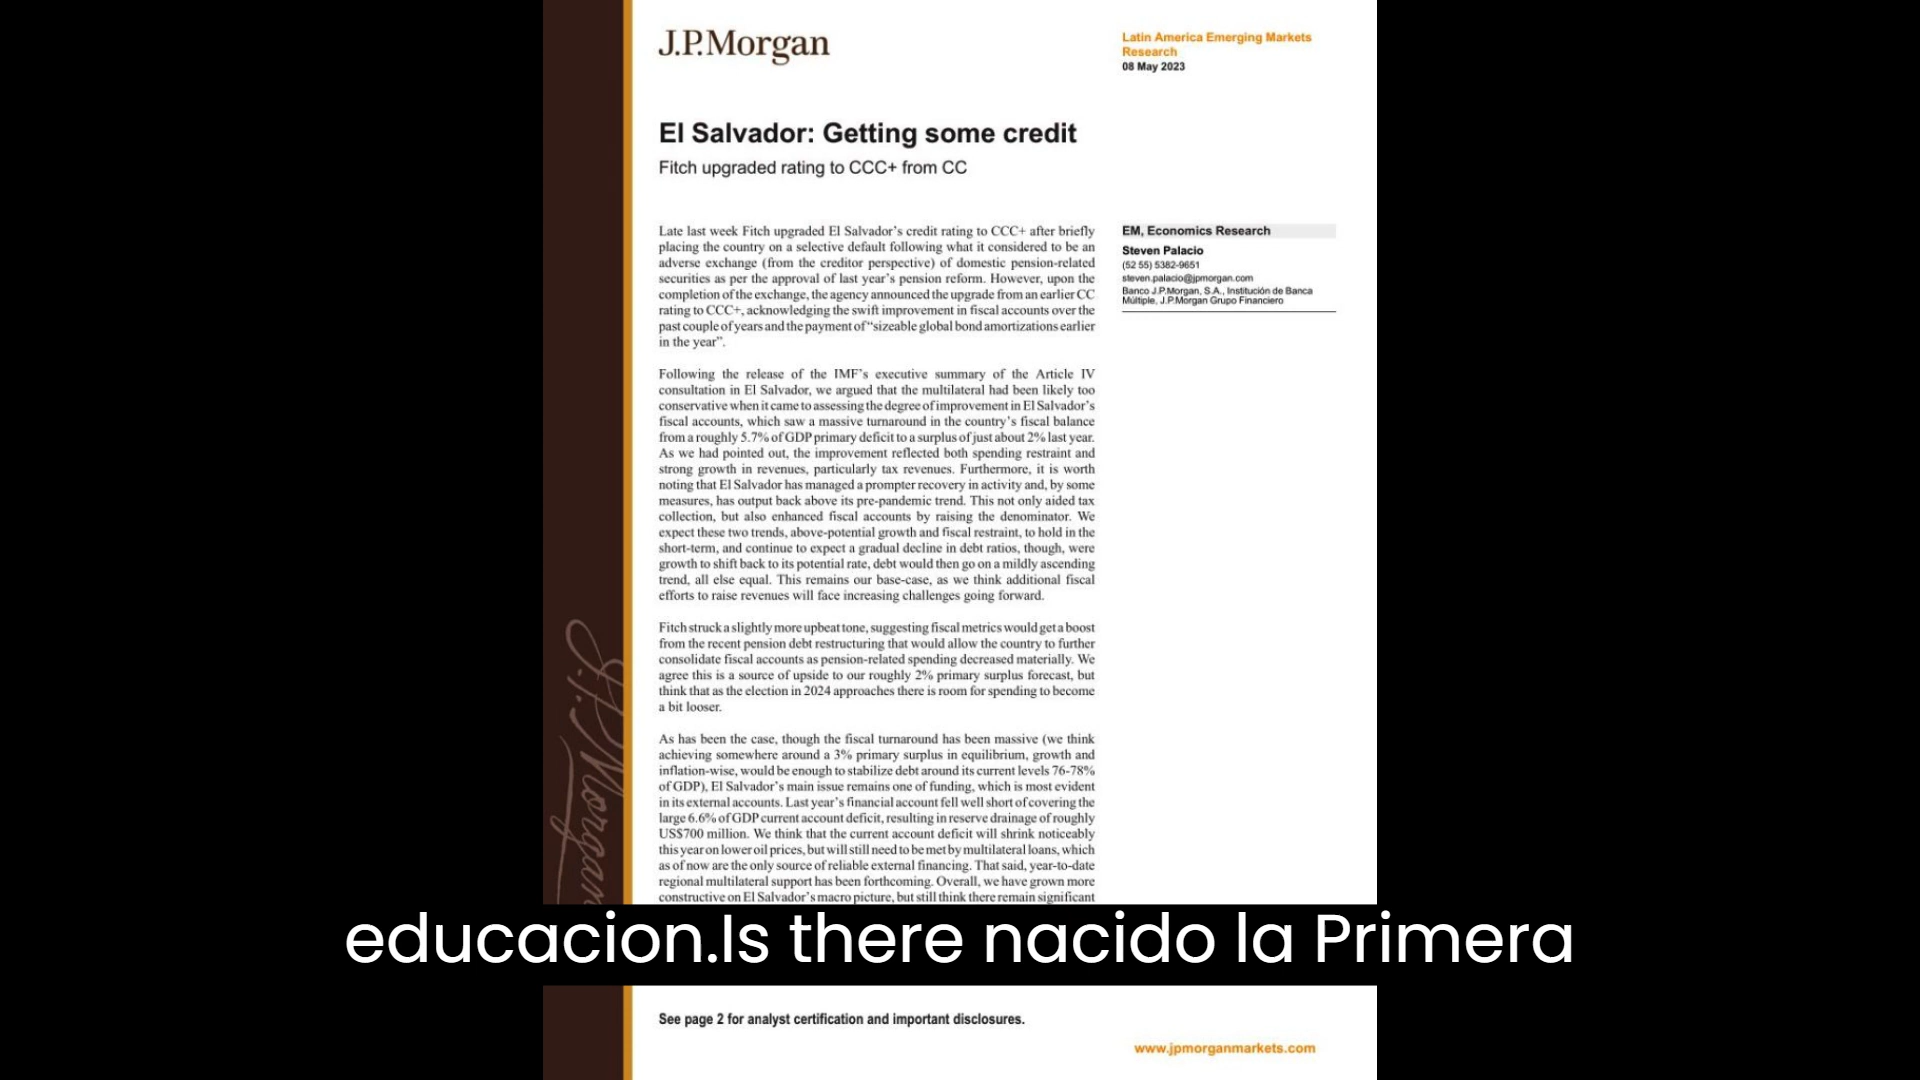 J.P.Morgan
Latin America Emerging Markets
Research
08 May 2023
El Salvador: Getting some credit
Fitch upgraded rating to CCC+ from CC
Late last week Fitch upgraded El Salvador's credit rating to CCC+ after briefly
placing the country on a selective default following what it considered to be an
adverse exchange (from the creditor perspective) of domestic pension-related
securities as per the approval of last year's pension reform. However, upon the
completion of the exchange, the agency announced the upgrade from an earlier CC
rating to CCC+, acknowledging the swift improvement in fiscal accounts over the
past couple of years and the payment of “sizeable global bond amortizations earlier
in the year”.
Following the release of the IMF's executive summary of the Article IV
consultation in El Salvador, we argued that the multilateral had been likely too
conservative when it came to assessing the degree of improvement in El Salvador's
fiscal accounts, which saw a massive turnaround in the country's fiscal balance
from a roughly 5.7% of GDP primary deficit to a surplus of just about 2% last year.
As we had pointed out, the improvement reflected both spending restraint and
strong growth in revenues, particularly tax revenues. Furthermore, it is worth
noting that El Salvador has managed a prompter recovery in activity and, by some
measures, has output back above its pre-pandemic trend. This not only aided tax
collection, but also enhanced fiscal accounts by raising the denominator. We
expect these two trends, above-potential growth and fiscal restraint, to hold in the
short-term, and continue to expect a gradual decline in debt ratios, though, were
growth to shift back to its potential rate, debt would then go on a mildly ascending
trend, all else equal. This remains our base-case, as we think additional fiscal
efforts to raise revenues will face increasing challenges going forward.
Fitch struck a slightly more upbeat tone, suggesting fiscal metrics would get a boost
from the recent pension debt restructuring that would allow the country to further
consolidate fiscal accounts as pension-related spending decreased materially. We
agree this is a source of upside to our roughly 2% primary surplus forecast, but
think that as the election in 2024 approaches there is room for spending to become
a bit looser.
As has been the case, though the fiscal turnaround has been massive (we think
achieving somewhere around a 3% primary surplus in equilibrium, growth and
inflation-wise, would be enough to stabilize debt around its current levels 76-78%
of GDP), El Salvador's main issue remains one of funding, which is most evident
in its external accounts. Last year's financial account fell well short of covering the
large 6.6% of GDP current account deficit, resulting in reserve drainage of roughly
US$700 million. We think that the current account deficit will shrink noticeably
this year on lower oil prices, but will still need to be met by multilateral loans, which
as of now are the only source of reliable external financing. That said, year-to-date
regional multilateral support has been forthcoming. Overall, we have grown more
constructive on El Salvador's macro picture, but still think there remain significant
EM, Economics Research
Steven Palacio
(52 55) 5382-9651
steven.palacio@jpmorgan.com
Banco J.P.Morgan, S.A., Institución de Banca
Múltiple, J.P.Morgan Grupo Financiero
J.P.Morgan
educacion.Is there nacido la Primera
See page 2 for analyst certification and important disclosures.
www.jpmorganmarkets.com